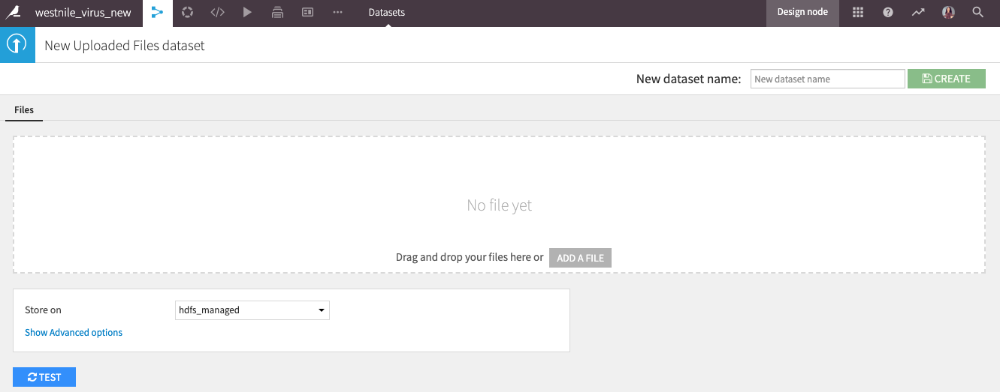 westnile_virus_new
Datasets
Design node
New Uploaded Files dataset
New dataset name: New dataset name CREATE
Files
No file yet
Drag and drop your files here or ADD A FILE
Store on hdfs_managed
Show Advanced options
TEST